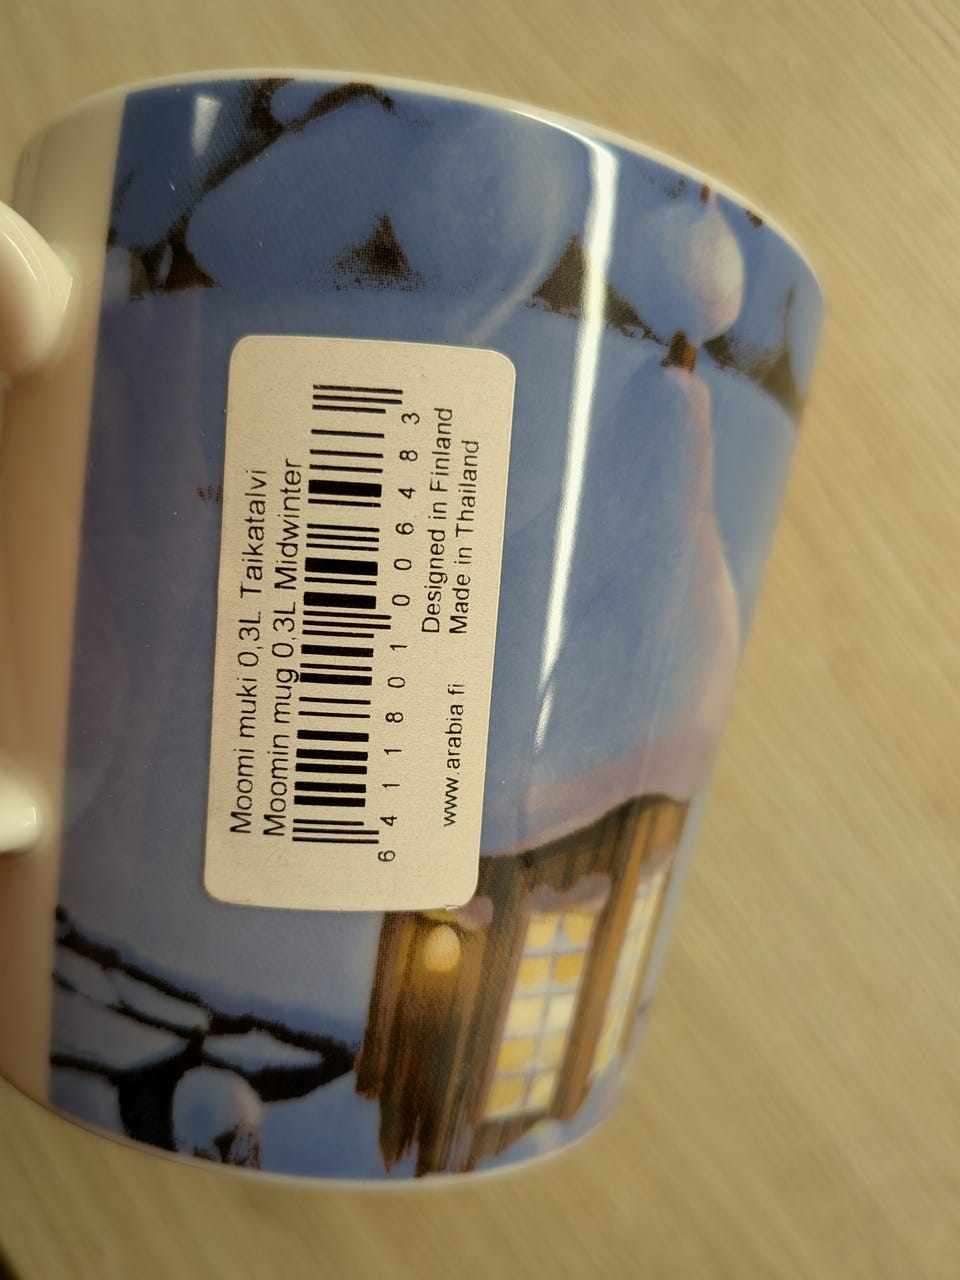 Moomi muki 0,3L Taikatalvi
Moomin mug 0,3L Midwinter
6 411801 006483
Designed in Finland
www.arabia.fi Made in Thailand